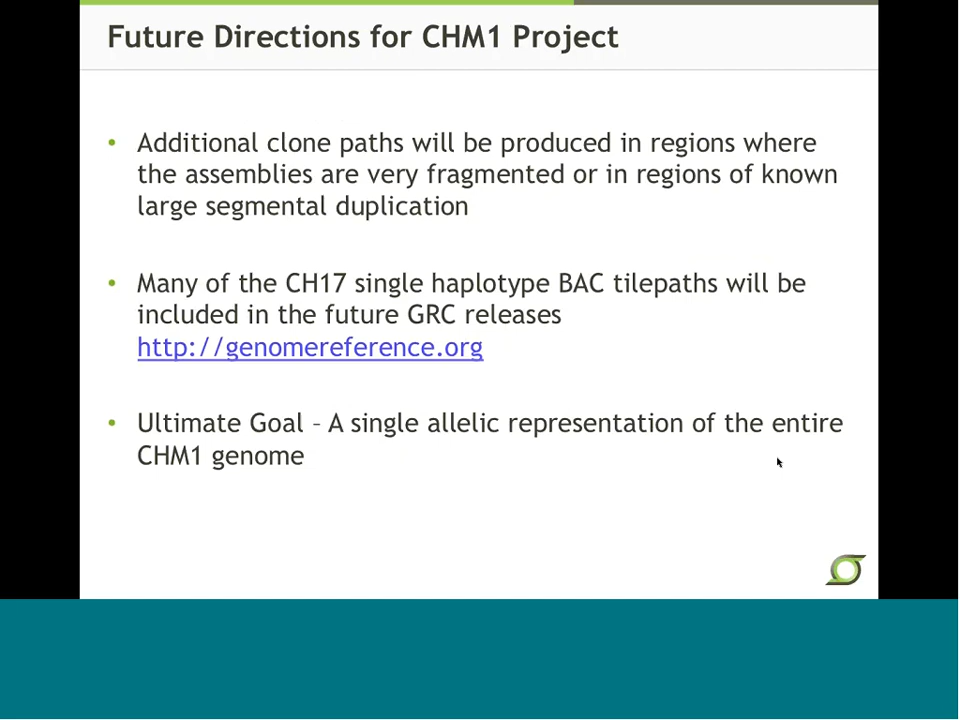 Future Directions for CHM1 Project
• Additional clone paths will be produced in regions where
the assemblies are very fragmented or in regions of known
large segmental duplication
• Many of the CH17 single haplotype BAC tilepaths will be
included in the future GRC releases
http://genomereference.org
• Ultimate Goal – A single allelic representation of the entire
CHM1 genome